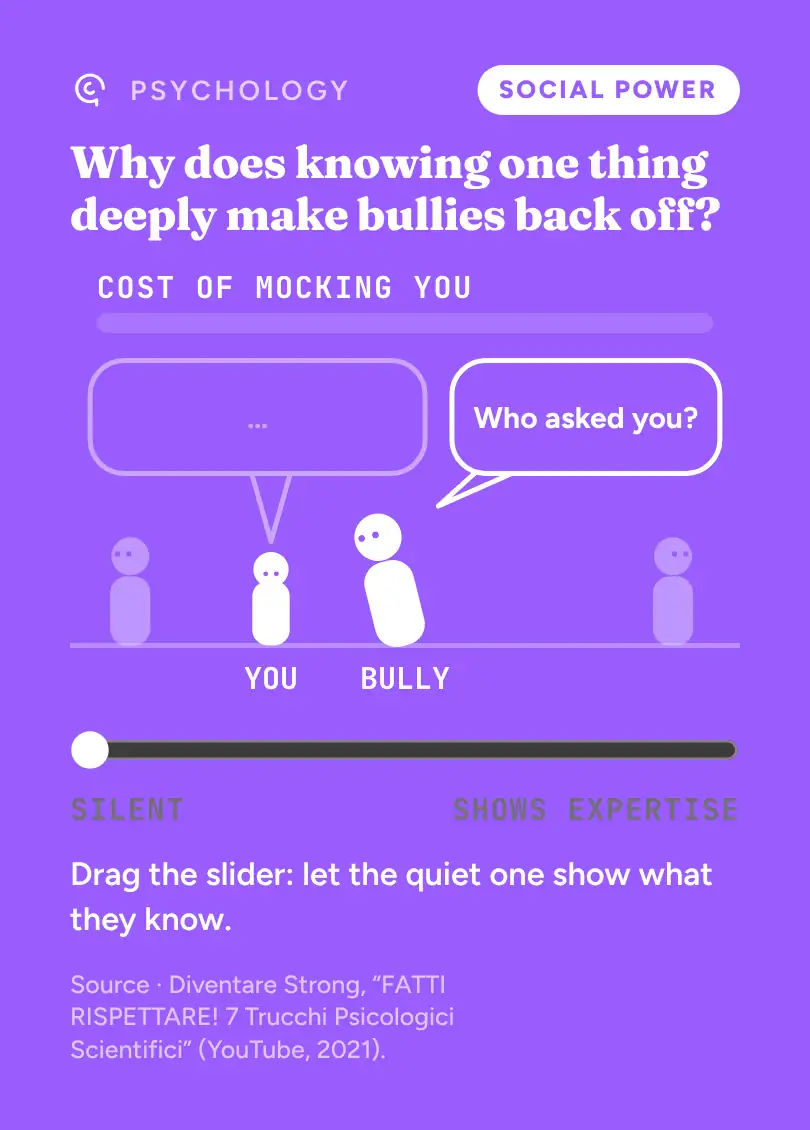 PSYCHOLOGY
SOCIAL POWER
Why does knowing one thing
deeply make bullies back off?
COST OF MOCKING YOU
...
Who asked you?
YOU
BULLY
SILENT
SHOWS EXPERTISE
Drag the slider: let the quiet one show what
they know.
Source · Diventare Strong, “FATTI
RISPETTARE! 7 Trucchi Psicologici
Scientifici” (YouTube, 2021).